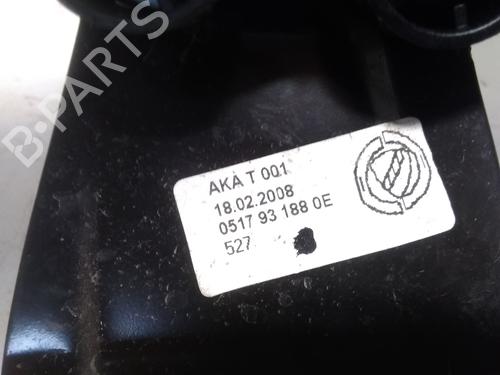 B-PARTS
AKA T 001
18.02.2008
0517 93 188 0E
527